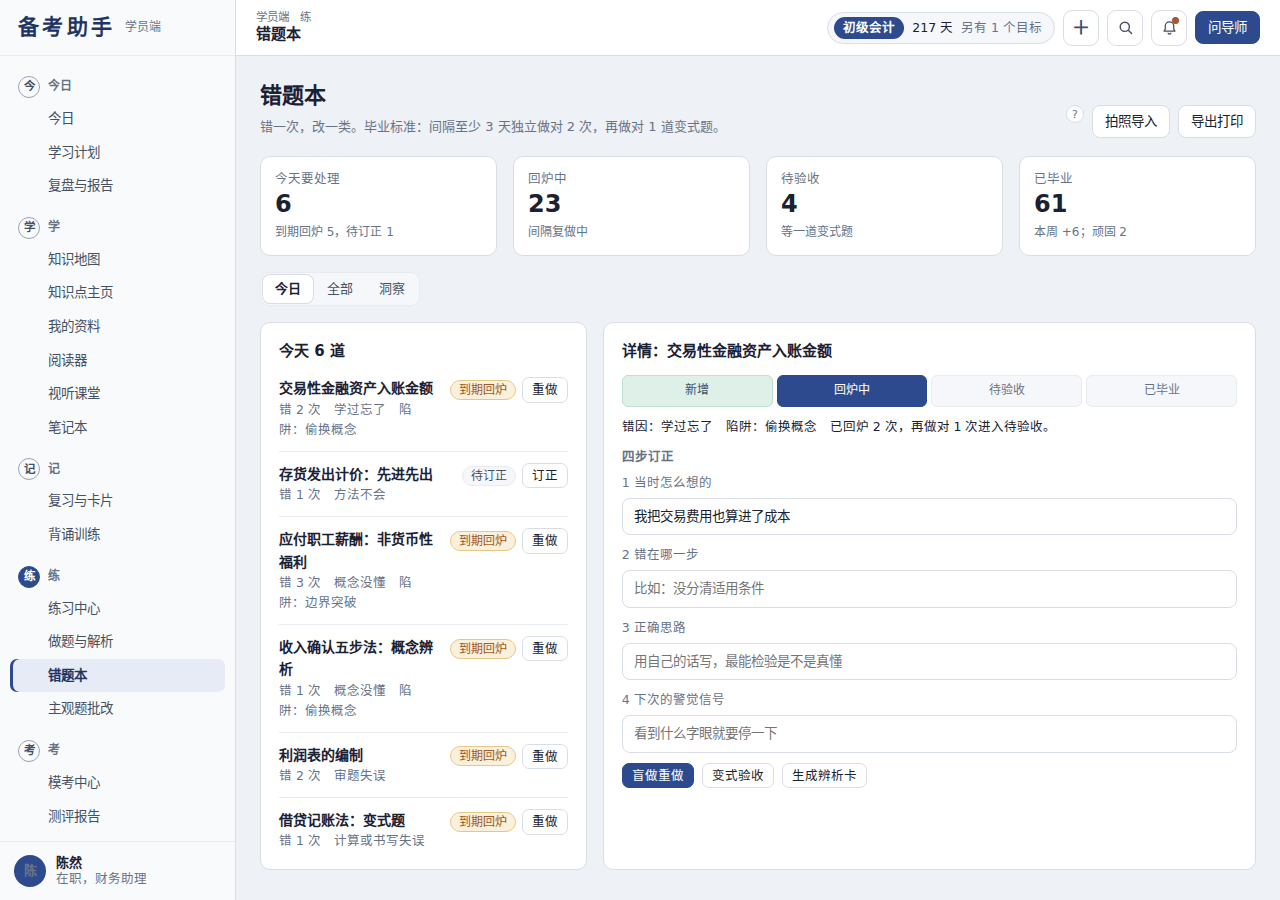 备考助手 学员端
今 今日
今日
学习计划
复盘与报告
学 学
知识地图
知识点主页
我的资料
阅读器
视听课堂
笔记本
记 记
复习与卡片
背诵训练
练 练
练习中心
做题与解析
错题本
主观题批改
考 考
模考中心
测评报告
陈 陈然
在职，财务助理
学员端 练
错题本
初级会计 217 天 另有 1 个目标
问导师
错题本
错一次，改一类。毕业标准：间隔至少 3 天独立做对 2 次，再做对 1 道变式题。
? 拍照导入 导出打印
今天要处理
6
到期回炉 5，待订正 1
回炉中
23
间隔复做中
待验收
4
等一道变式题
已毕业
61
本周 +6；顽固 2
今日 全部 洞察
今天 6 道
交易性金融资产入账金额 到期回炉 重做
错 2 次 学过忘了 陷
阱：偷换概念
存货发出计价：先进先出 待订正 订正
错 1 次 方法不会
应付职工薪酬：非货币性 到期回炉 重做
福利
错 3 次 概念没懂 陷
阱：边界突破
收入确认五步法：概念辨 到期回炉 重做
析
错 1 次 概念没懂 陷
阱：偷换概念
利润表的编制 到期回炉 重做
错 2 次 审题失误
借贷记账法：变式题 到期回炉 重做
错 1 次 计算或书写失误
详情：交易性金融资产入账金额
新增 回炉中 待验收 已毕业
错因：学过忘了 陷阱：偷换概念 已回炉 2 次，再做对 1 次进入待验收。
四步订正
1 当时怎么想的
我把交易费用也算进了成本
2 错在哪一步
比如：没分清适用条件
3 正确思路
用自己的话写，最能检验是不是真懂
4 下次的警觉信号
看到什么字眼就要停一下
盲做重做 变式验收 生成辨析卡